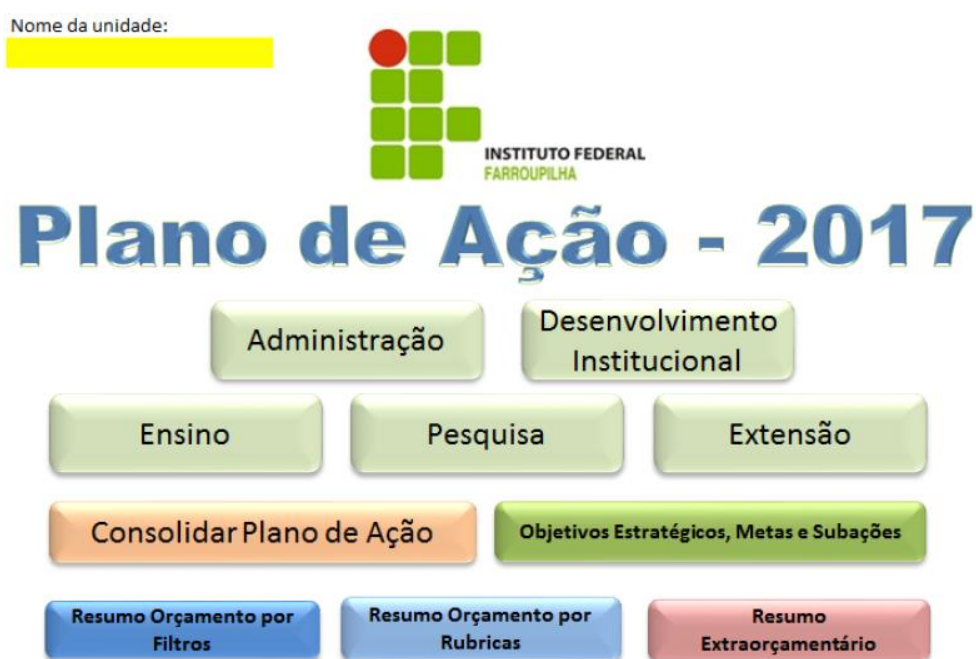 Nome da unidade:
INSTITUTO FEDERAL
FARROUPILHA
Plano de Ação - 2017
Administração
Desenvolvimento
Institucional
Ensino
Pesquisa
Extensão
Consolidar Plano de Ação
Objetivos Estratégicos, Metas e Subações
Resumo Orçamento por
Filtros
Resumo Orçamento por
Rubricas
Resumo
Extraorçamentário